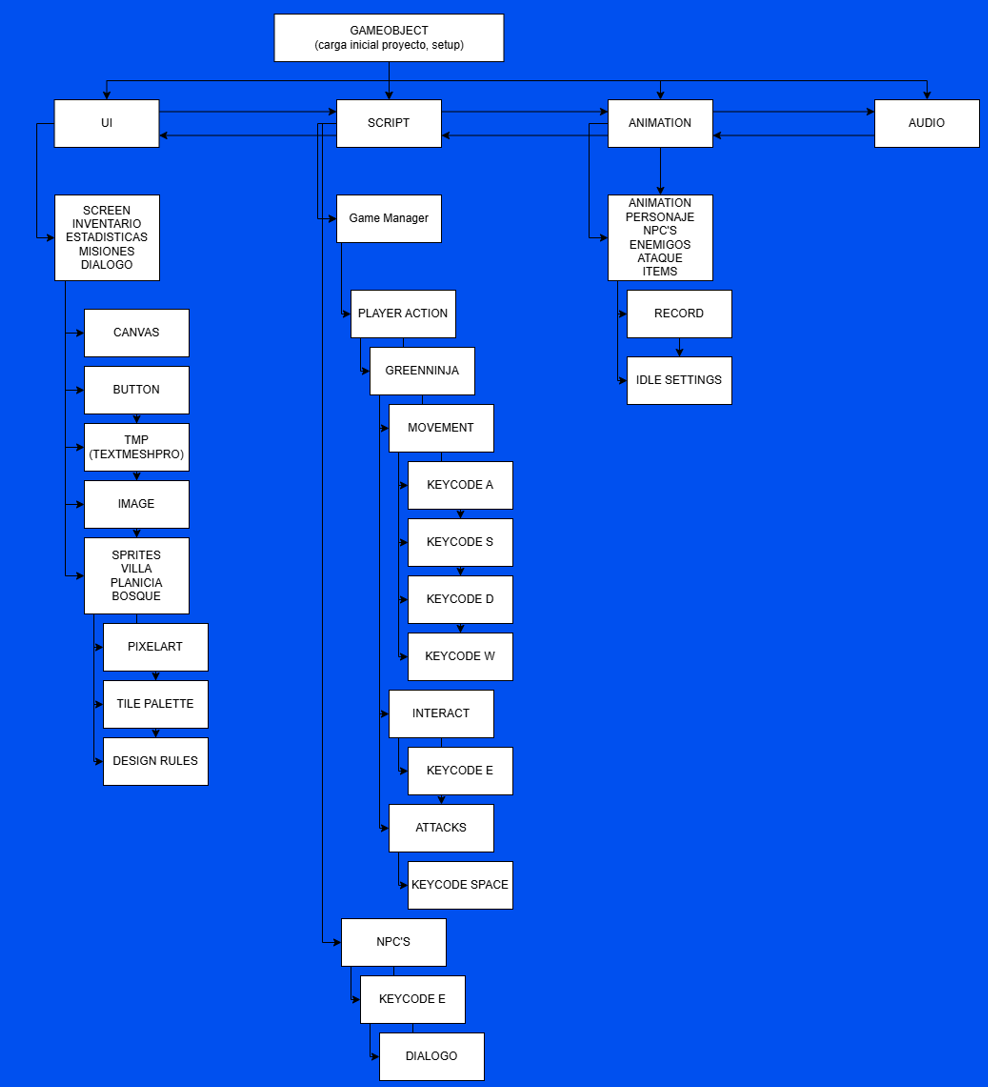 GAMEOBJECT
(carga inicial proyecto, setup)
UI
SCRIPT
ANIMATION
AUDIO
SCREEN
INVENTARIO
ESTADISTICAS
MISIONES
DIALOGO
CANVAS
BUTTON
TMP
(TEXTMESHPRO)
IMAGE
SPRITES
VILLA
PLANICIA
BOSQUE
PIXELART
TILE PALETTE
DESIGN RULES
Game Manager
PLAYER ACTION
GREENNINJA
MOVEMENT
KEYCODE A
KEYCODE S
KEYCODE D
KEYCODE W
INTERACT
KEYCODE E
ATTACKS
KEYCODE SPACE
NPC'S
KEYCODE E
DIALOGO
ANIMATION
PERSONAJE
NPC'S
ENEMIGOS
ATAQUE
ITEMS
RECORD
IDLE SETTINGS